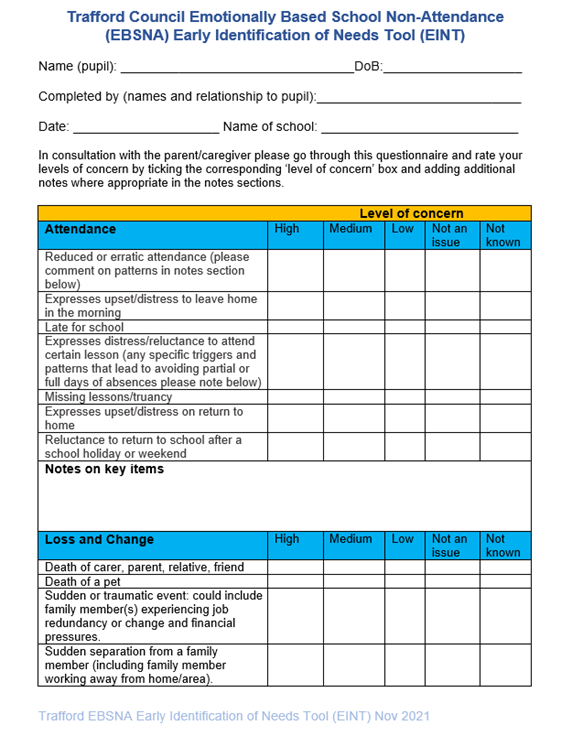 Trafford Council Emotionally Based School Non-Attendance
(EBSNA) Early Identification of Needs Tool (EINT)
Name (pupil): ___________________________________DoB:_____________________
Completed by (names and relationship to pupil):_______________________________
Date: ______________________ Name of school: ______________________________
In consultation with the parent/caregiver please go through this questionnaire and rate your
levels of concern by ticking the corresponding 'level of concern' box and adding additional
notes where appropriate in the notes sections.
Level of concern
Attendance High Medium Low Not an issue Not known
Reduced or erratic attendance (please
comment on patterns in notes section
below)
Expresses upset/distress to leave home
in the morning
Late for school
Expresses distress/reluctance to attend
certain lesson (any specific triggers and
patterns that lead to avoiding partial or
full days of absences please note below)
Missing lessons/truancy
Expresses upset/distress on return to
home
Reluctance to return to school after a
school holiday or weekend
Notes on key items
Loss and Change High Medium Low Not an issue Not known
Death of carer, parent, relative, friend
Death of a pet
Sudden or traumatic event: could include
family member(s) experiencing job
redundancy or change and financial
pressures.
Sudden separation from a family
member (including family member
working away from home/area).
Trafford EBSNA Early Identification of Needs Tool (EINT) Nov 2021